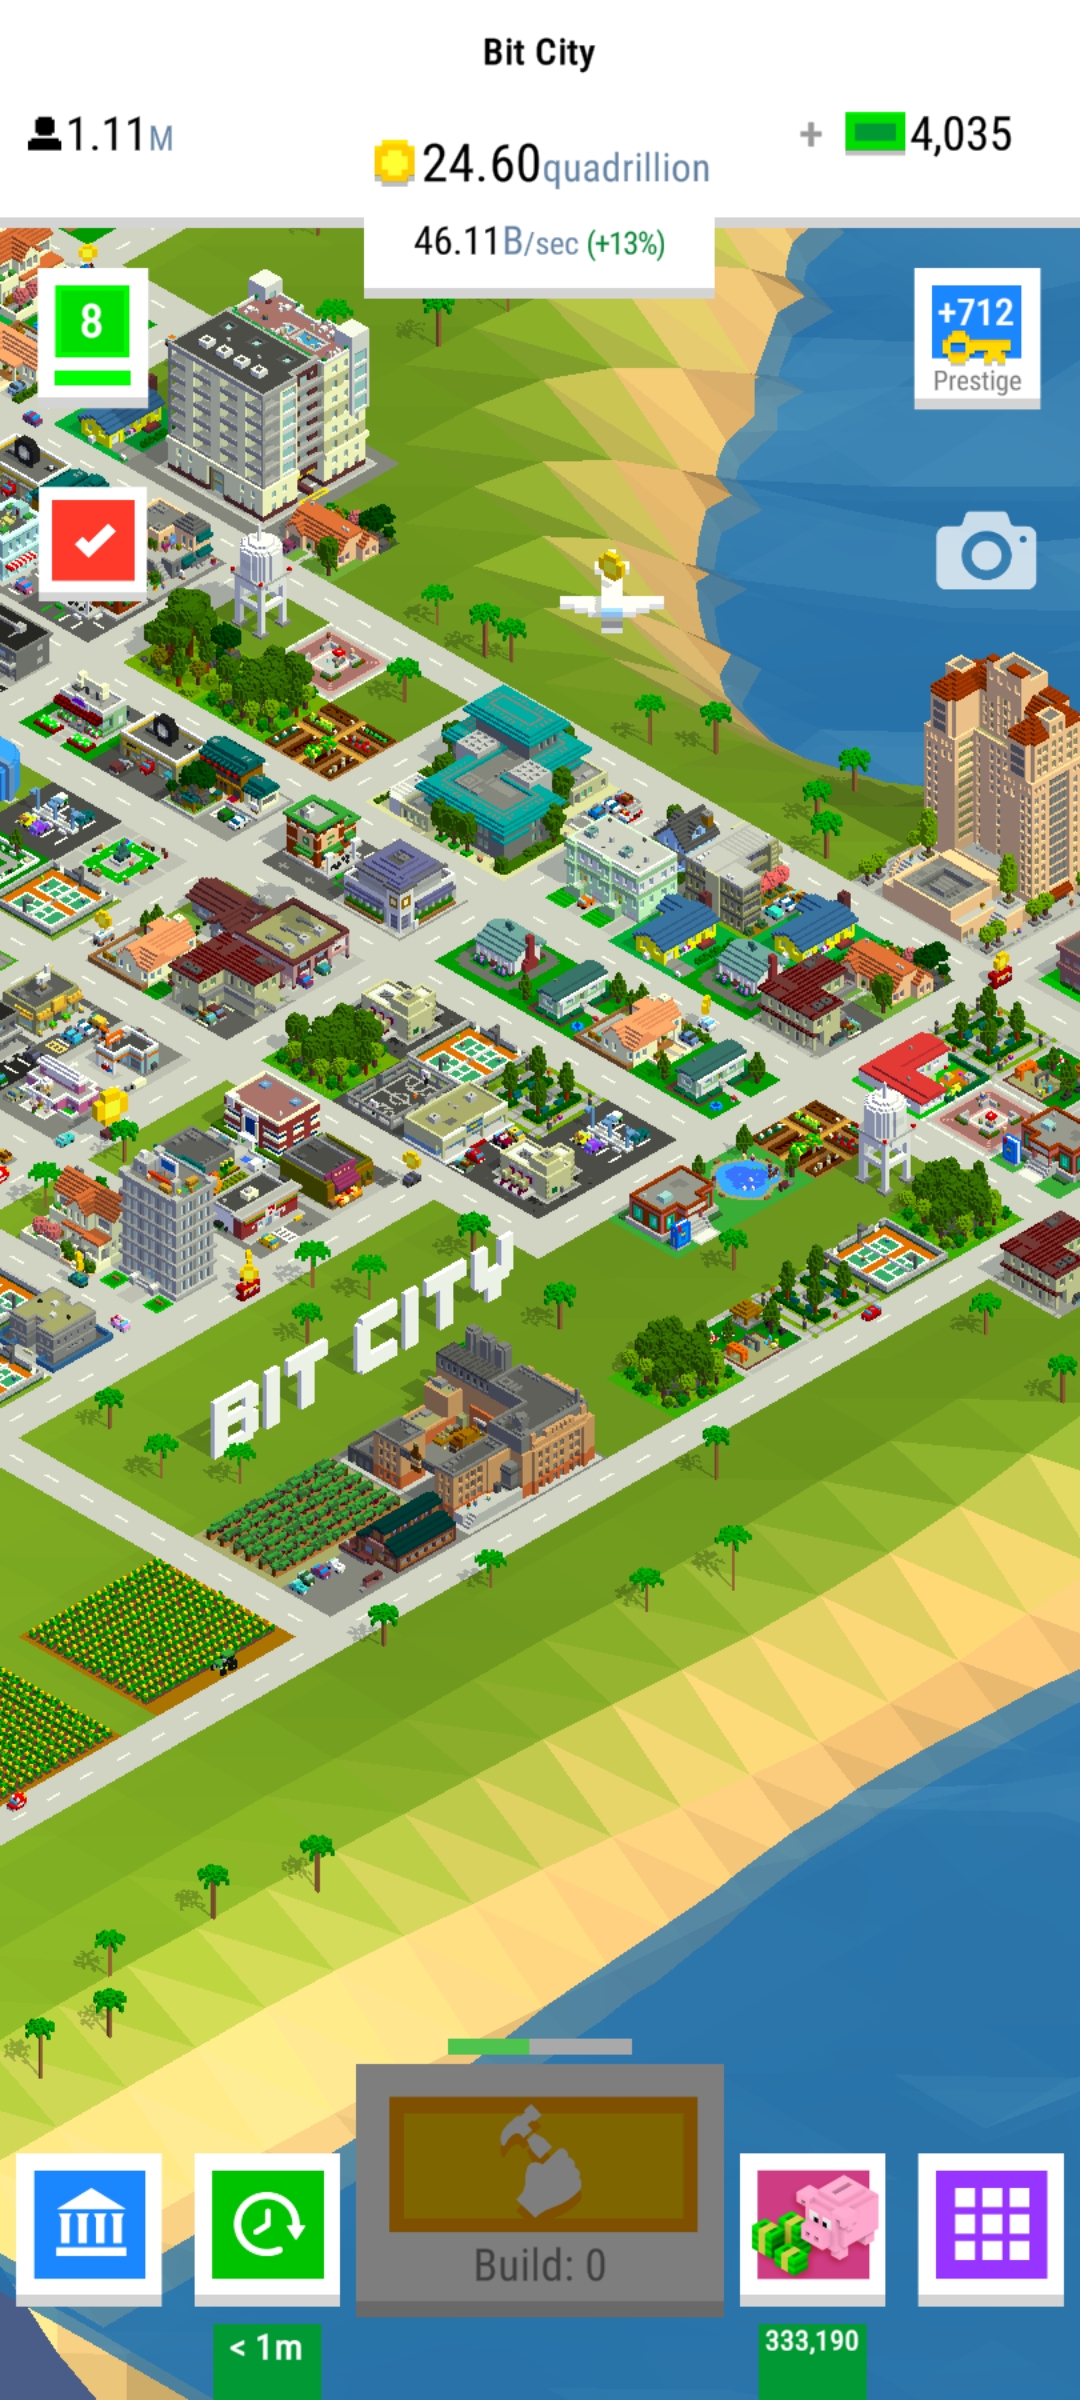 Bit City
1.11M
24.60quadrillion
+ 4,035
46.11B/sec (+13%)
8
+712
Prestige
BIT CITY
Build: 0
< 1m
333,190